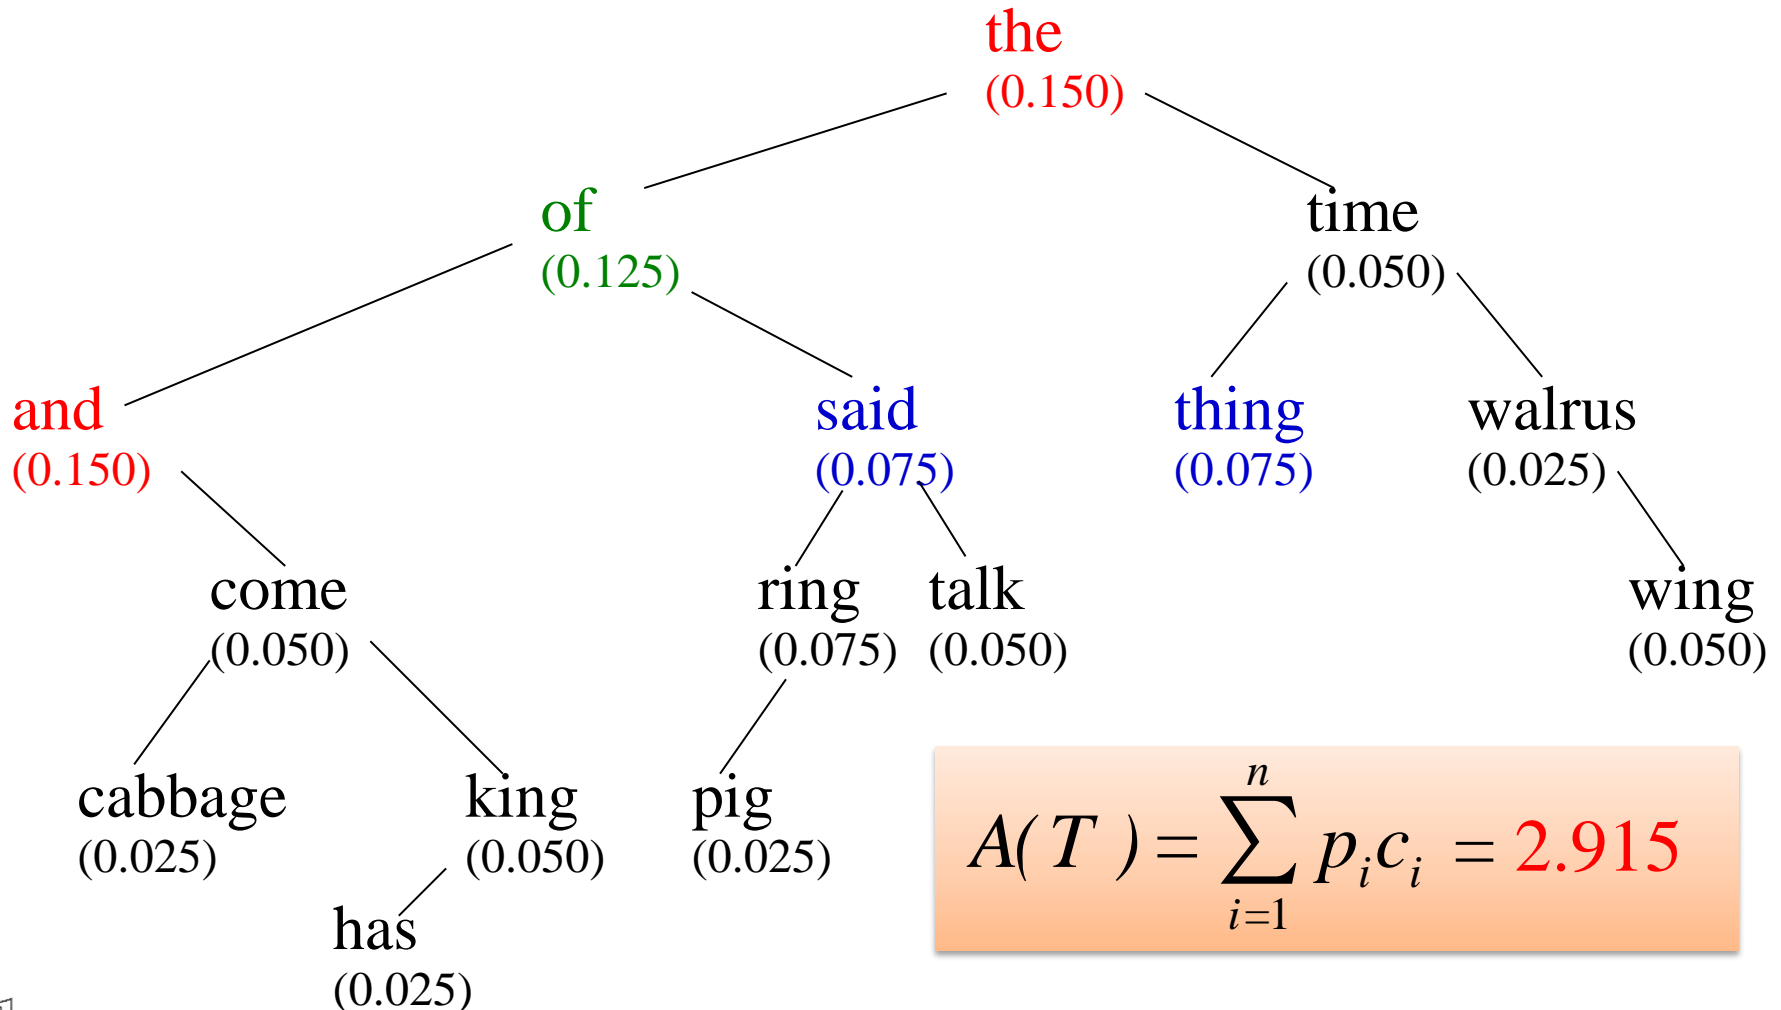 the
(0.150)
of
(0.125)
time
(0.050)
and
(0.150)
said
(0.075)
thing
(0.075)
walrus
(0.025)
come
(0.050)
ring
(0.075)
talk
(0.050)
wing
(0.050)
cabbage
(0.025)
king
(0.050)
pig
(0.025)
has
(0.025)
A( T ) = ∑ᵢ₌₁ⁿ pᵢcᵢ = 2.915